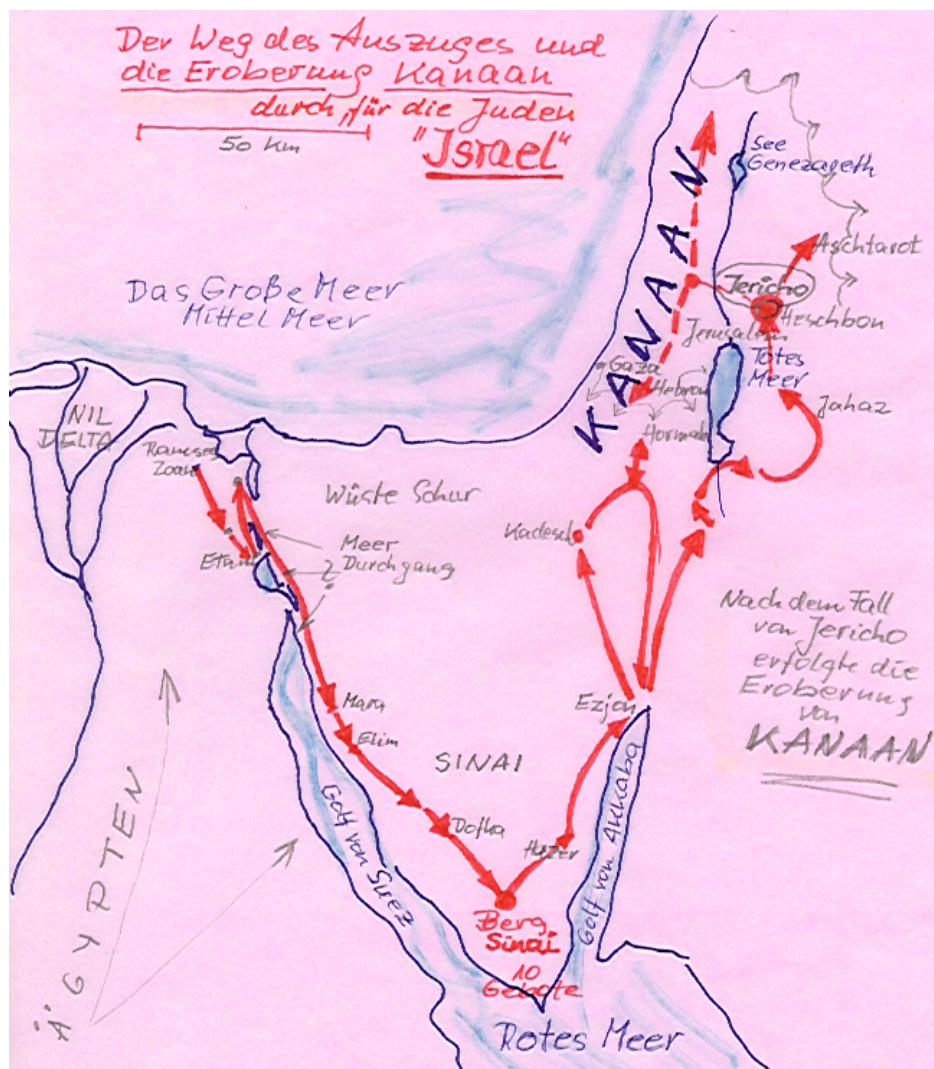 Der Weg des Auszuges und
die Eroberung Kanaan
durch, für die Juden
"Israel"
50 Km
See
Genezareth
KANAAN
Aschtarot
Jericho
Heschbon
Jerusalem
Das Große Meer
Mittel Meer
Totes
Meer
Gaza
Hebron
Jahaz
Hormah
NIL
DELTA
Ramses
Zoan
Wüste Schur
Kadesch
Etam
Meer
Durchgang
?
Nach dem Fall
von Jericho
erfolgte die
Eroberung
von
KANAAN
Mara
Ezjon
Elim
SINAI
ÄGYPTEN
Golf von Suez
Golf von Akkaba
Dofka
Hazer
Berg
Sinai
10
Gebote
Rotes Meer